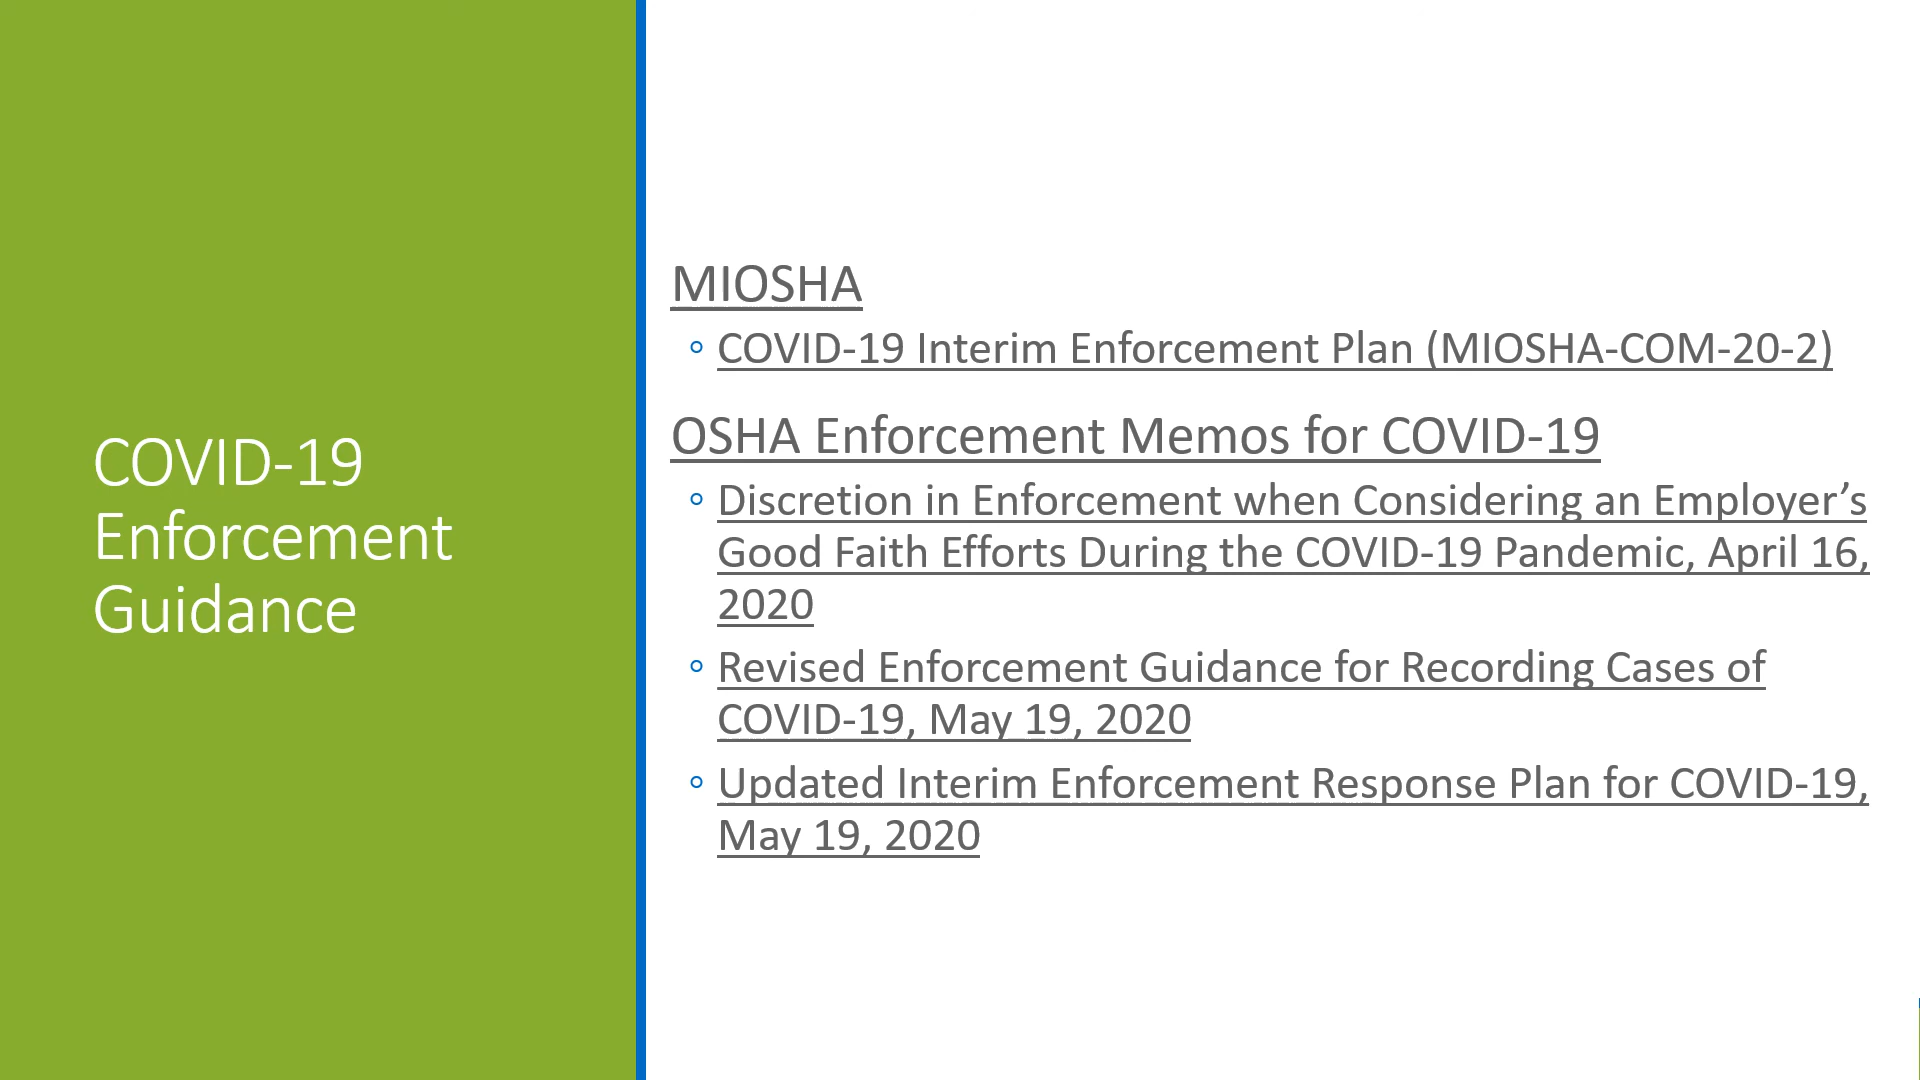 COVID-19
Enforcement
Guidance
MIOSHA
◦ COVID-19 Interim Enforcement Plan (MIOSHA-COM-20-2)
OSHA Enforcement Memos for COVID-19
◦ Discretion in Enforcement when Considering an Employer’s
Good Faith Efforts During the COVID-19 Pandemic, April 16,
2020
◦ Revised Enforcement Guidance for Recording Cases of
COVID-19, May 19, 2020
◦ Updated Interim Enforcement Response Plan for COVID-19,
May 19, 2020